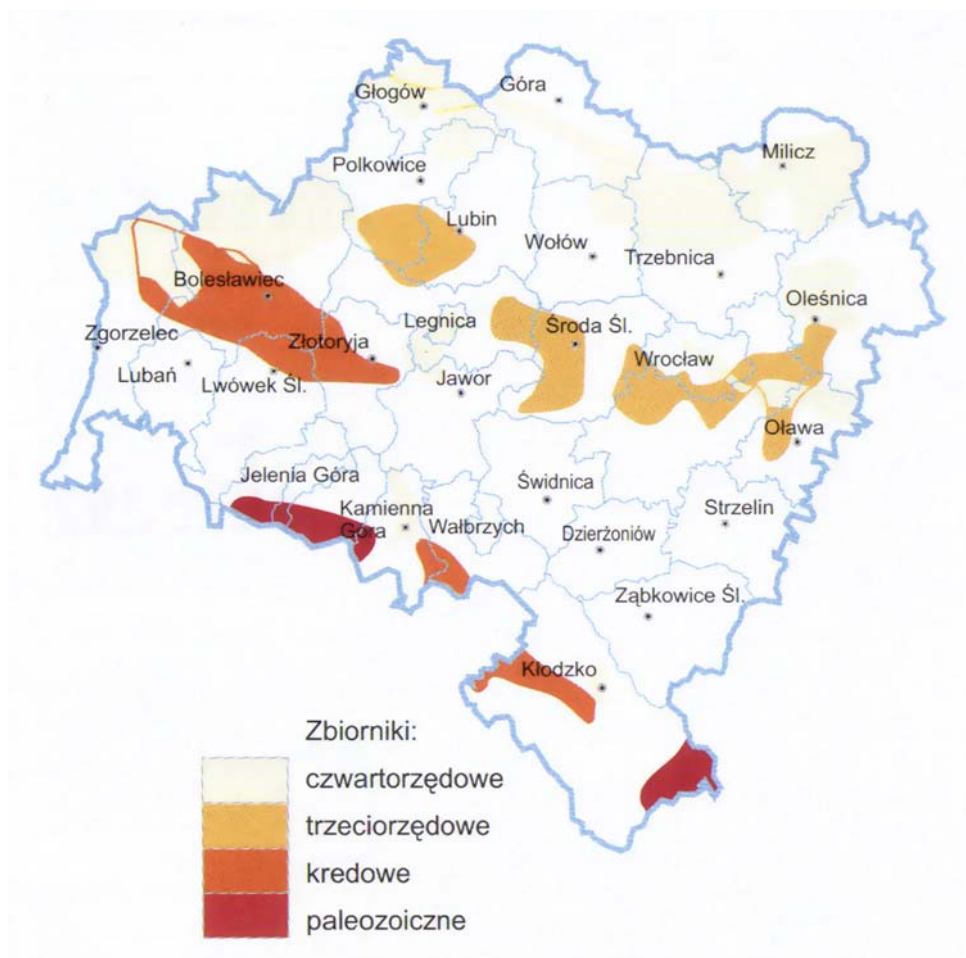 Głogów
Góra
Milicz
Polkowice
Lubin
Wołów
Trzebnica
Bolesławiec
Oleśnica
Zgorzelec
Złotoryja
Legnica
Środa Śl.
Wrocław
Lubań
Lwówek Śl.
Jawor
Oława
Jelenia Góra
Świdnica
Kamienna
Góra
Wałbrzych
Dzierżoniów
Strzelin
Ząbkowice Śl.
Kłodzko
Zbiorniki:
czwartorzędowe
trzeciorzędowe
kredowe
paleozoiczne